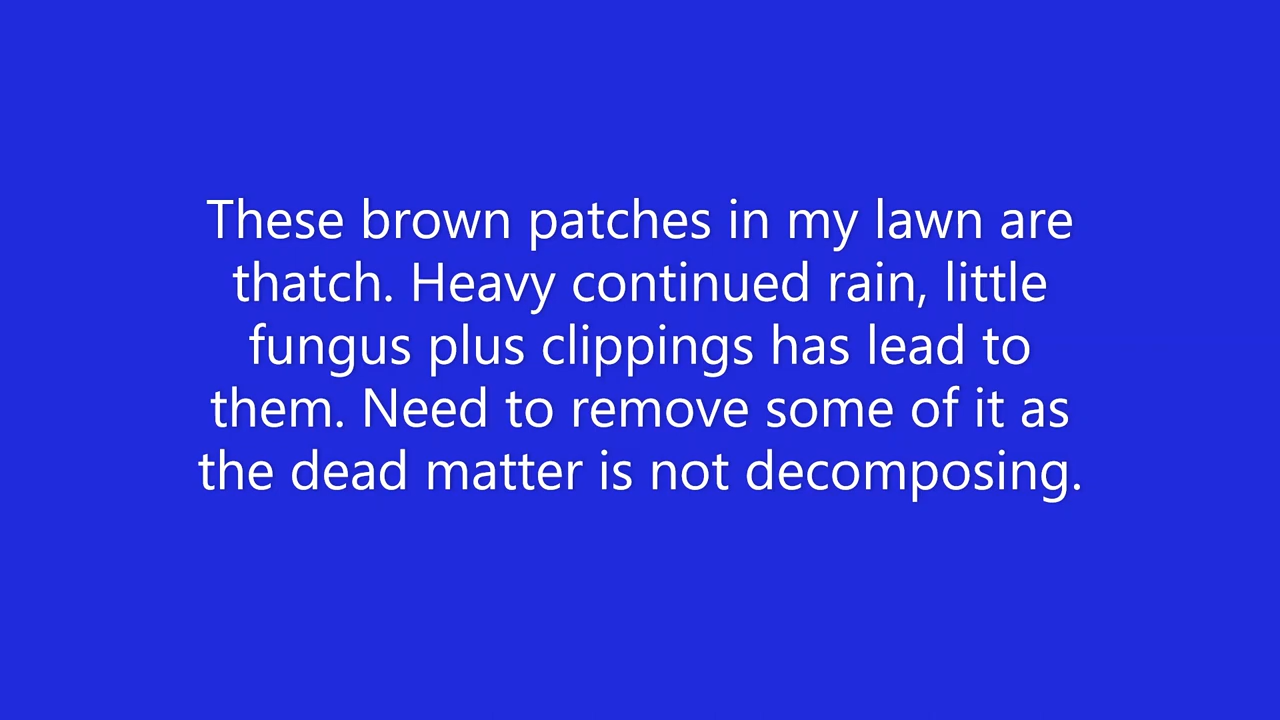 These brown patches in my lawn are
thatch. Heavy continued rain, little
fungus plus clippings has lead to
them. Need to remove some of it as
the dead matter is not decomposing.